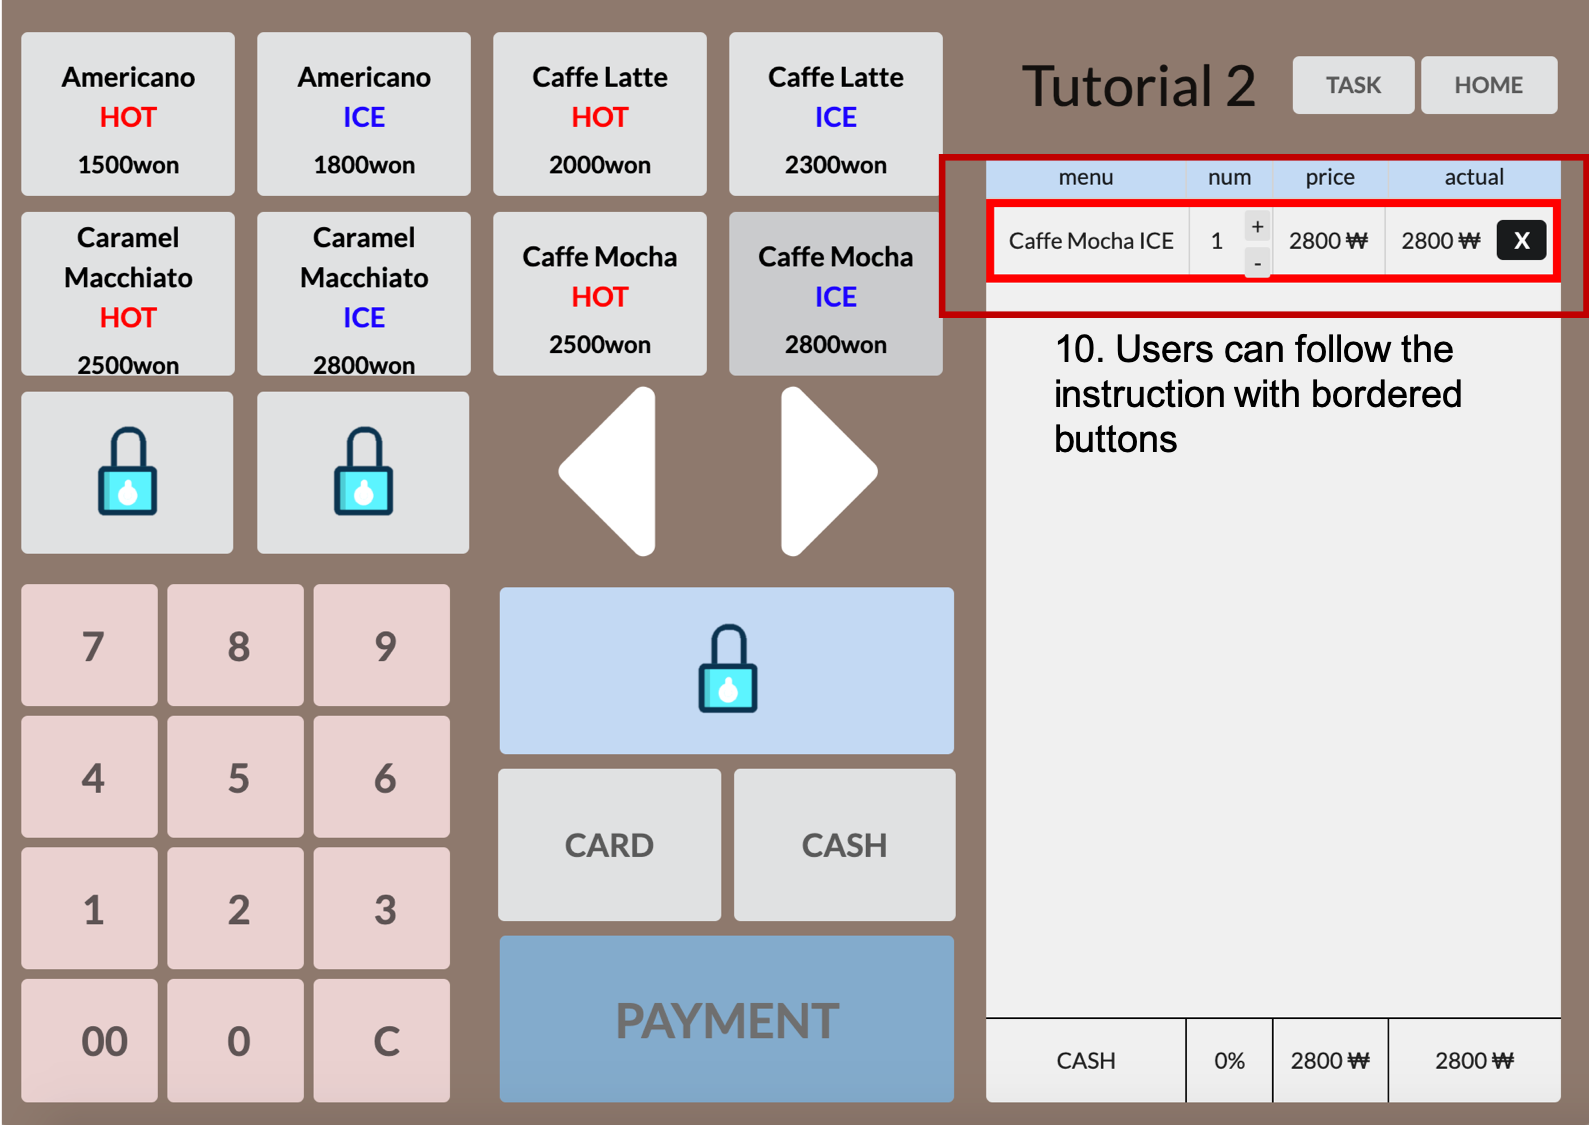 Americano
HOT
1500won
Americano
ICE
1800won
Caffe Latte
HOT
2000won
Caffe Latte
ICE
2300won
Caramel
Macchiato
HOT
2500won
Caramel
Macchiato
ICE
2800won
Caffe Mocha
HOT
2500won
Caffe Mocha
ICE
2800won
7 8 9
4 5 6
1 2 3
00 0 C
CARD CASH
PAYMENT
Tutorial 2 TASK HOME
menu num price actual
Caffe Mocha ICE 1 + - 2800 ₩ 2800 ₩ X
10. Users can follow the
instruction with bordered
buttons
CASH 0% 2800 ₩ 2800 ₩